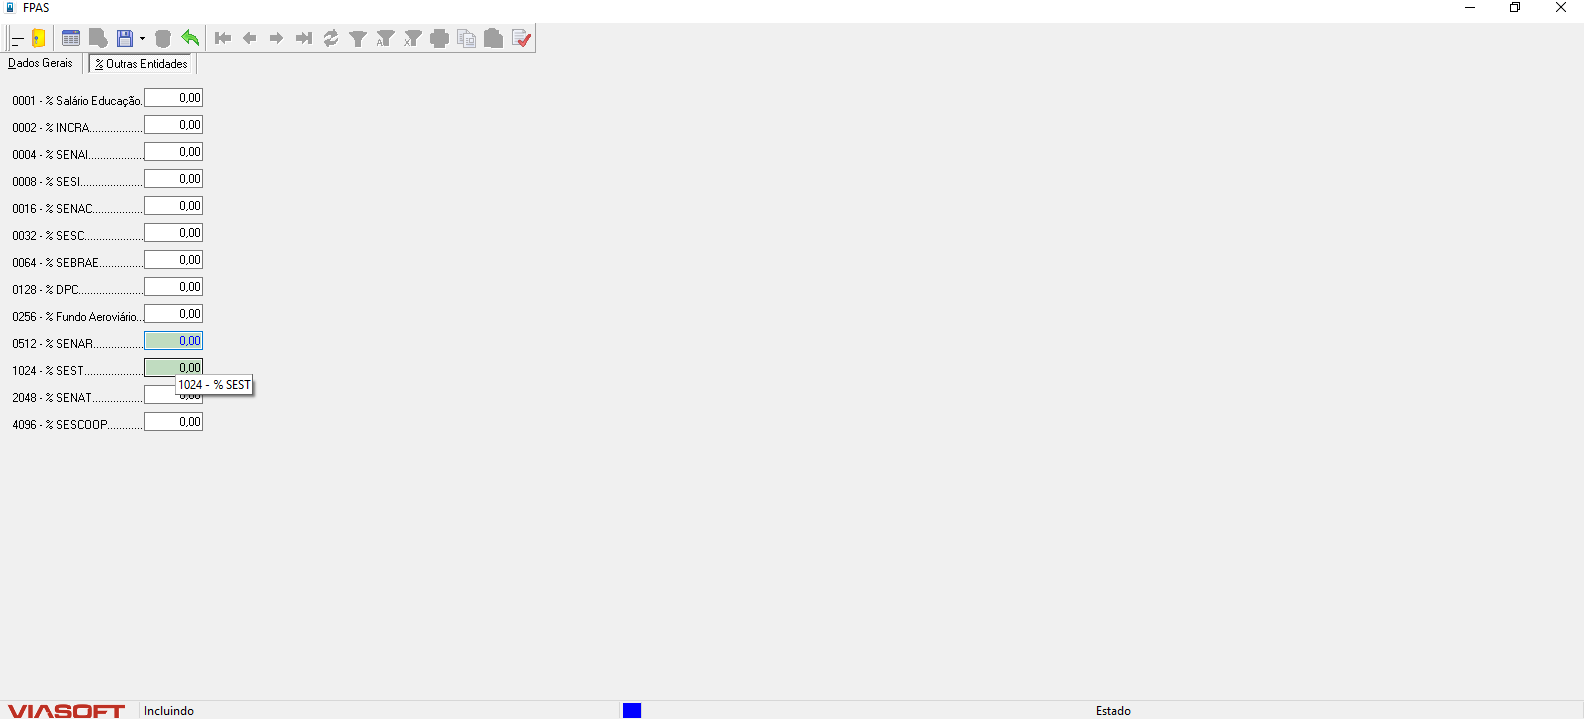 FPAS
Dados Gerais
% Outras Entidades
0001 - % Salário Educação. 0,00
0002 - % INCRA.................. 0,00
0004 - % SENAI................... 0,00
0008 - % SESI..................... 0,00
0016 - % SENAC................. 0,00
0032 - % SESC.................... 0,00
0064 - % SEBRAE............... 0,00
0128 - % DPC...................... 0,00
0256 - % Fundo Aeroviário... 0,00
0512 - % SENAR................. 0,00
1024 - % SEST.................... 0,00
1024 - % SEST
2048 - % SENAT................. 0,00
4096 - % SESCOOP............ 0,00
VIASOFT
Incluindo
Estado